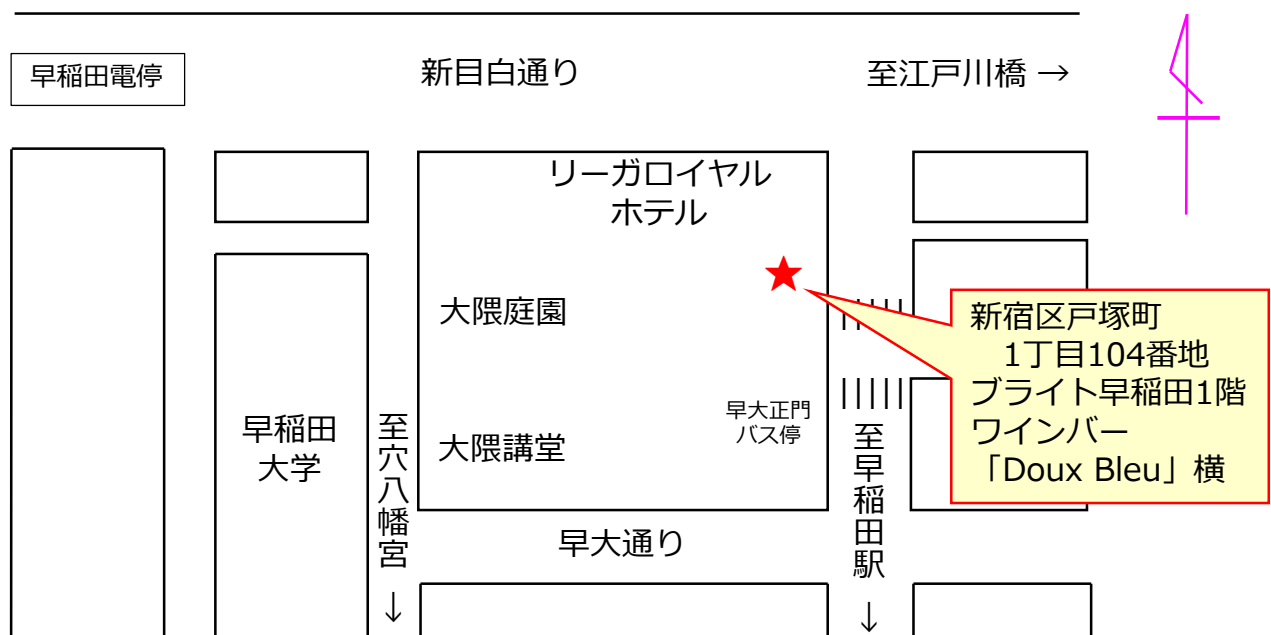 早稲田電停
新目白通り
至江戸川橋 →
リーガロイヤル
ホテル
大隈庭園
新宿区戸塚町
1丁目104番地
ブライト早稲田1階
ワインバー
「Doux Bleu」横
早大正門
バス停
早稲田
大学
至穴八幡宮 ↓
大隈講堂
至早稲田駅 ↓
早大通り